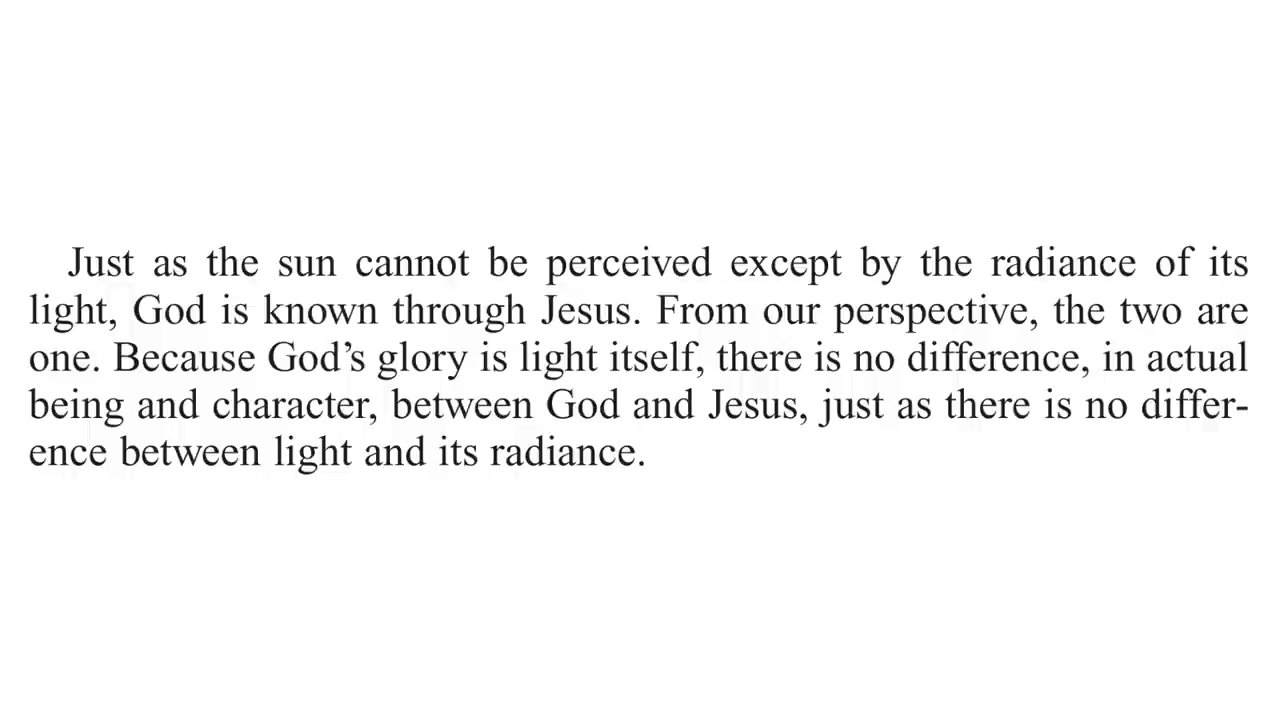 Just as the sun cannot be perceived except by the radiance of its
light, God is known through Jesus. From our perspective, the two are
one. Because God’s glory is light itself, there is no difference, in actual
being and character, between God and Jesus, just as there is no differ-
ence between light and its radiance.